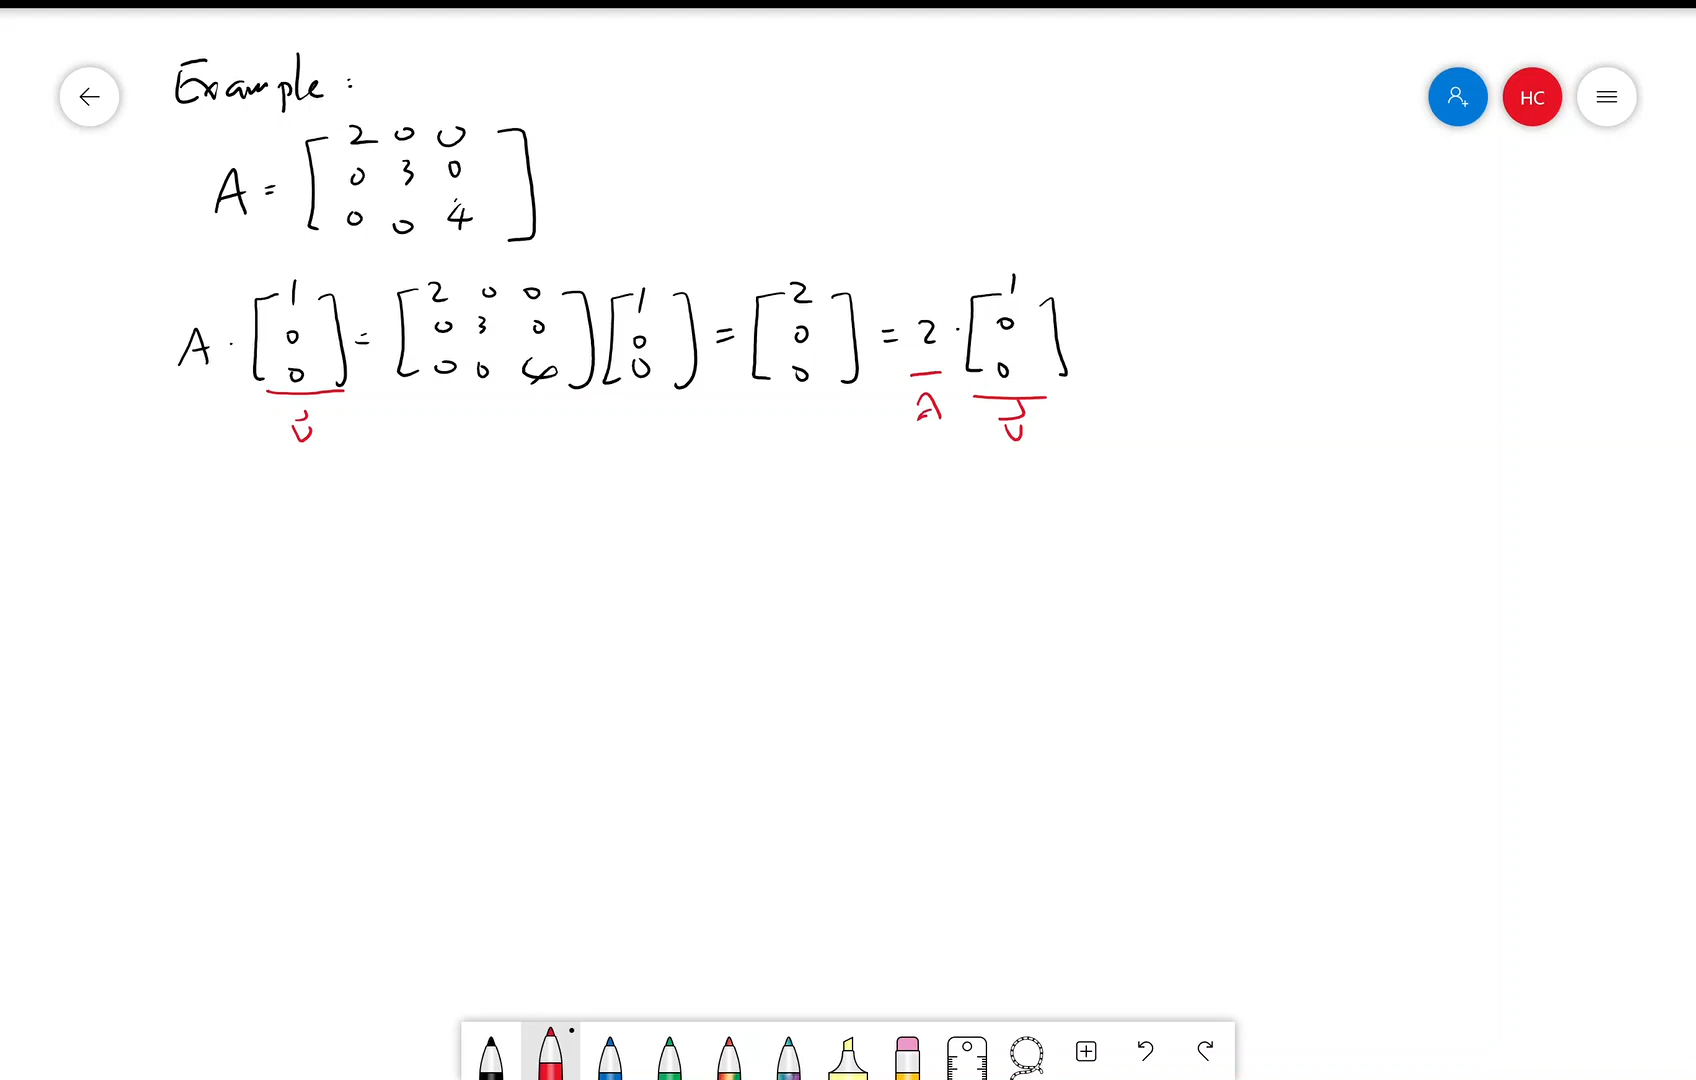 Example :
HC
A = [ 2 0 0
0 3 0
0 0 4 ]
A · [ 1 0 0 ] = [ 2 0 0 0 3 0 0 0 4 ] [ 1 0 0 ] = [ 2 0 0 ] = 2 · [ 1 0 0 ]
v⃗ λ v⃗